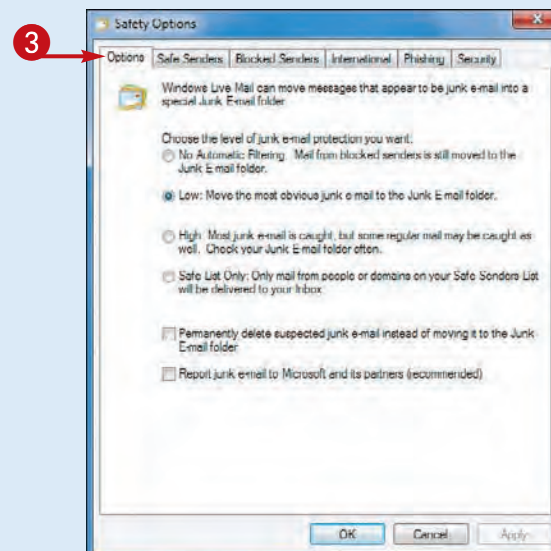 Safety Options
3
Options Safe Senders Blocked Senders International Phishing Security
Windows Live Mail can move messages that appear to be junk e-mail into a
special Junk E-mail folder
Choose the level of junk e-mail protection you want:
No Automatic Filtering. Mail from blocked senders is still moved to the
Junk E-mail folder.
Low: Move the most obvious junk e-mail to the Junk E-mail folder.
High: Most junk e-mail is caught, but some regular mail may be caught as
well. Check your Junk E-mail folder often.
Safe List Only: Only mail from people or domains on your Safe Senders List
will be delivered to your Inbox
Permanently delete suspected junk e-mail instead of moving it to the Junk
E-mail folder
Report junk e-mail to Microsoft and its partners (recommended)
OK Cancel Apply